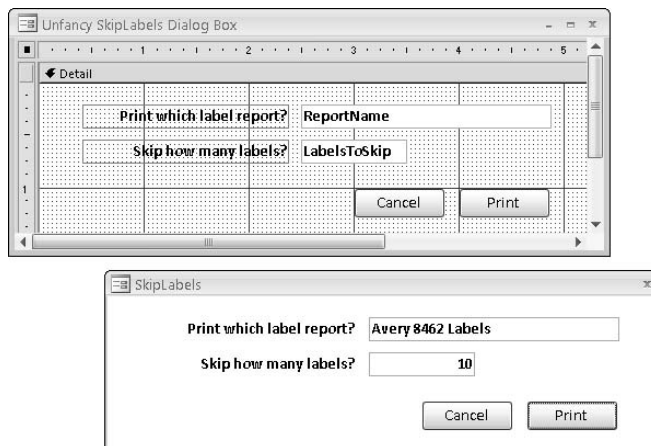 Unfancy SkipLabels Dialog Box
1 2 3 4 5
Detail
Print which label report? ReportName
Skip how many labels? LabelsToSkip
1
Cancel Print
SkipLabels
Print which label report? Avery 8462 Labels
Skip how many labels? 10
Cancel Print